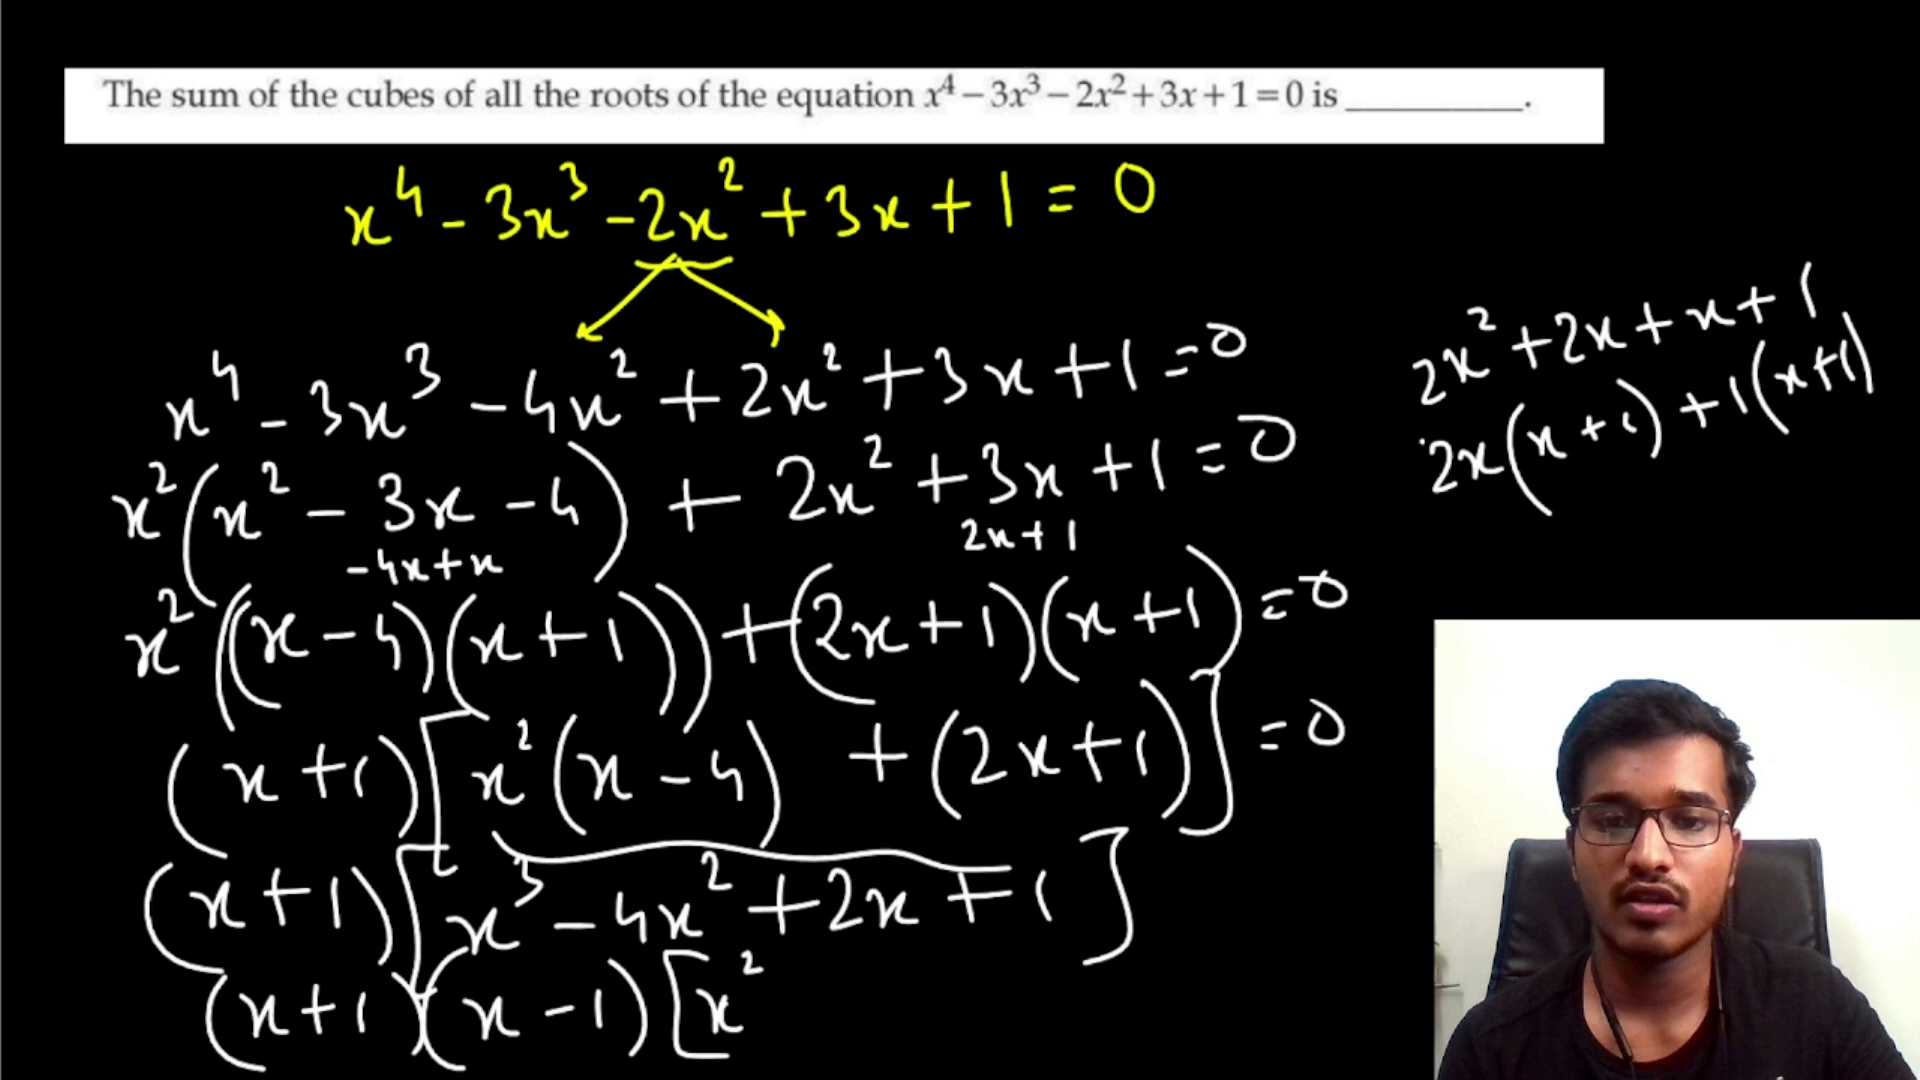 The sum of the cubes of all the roots of the equation x⁴ − 3x³ − 2x² + 3x + 1 = 0 is __________.
x⁴ - 3x³ - 2x² + 3x + 1 = 0
x⁴ - 3x³ - 4x² + 2x² + 3x + 1 = 0
x²(x² - 3x - 4) + 2x² + 3x + 1 = 0
-4x+x 2x+1
x²((x-4)(x+1)) + (2x+1)(x+1) = 0
(x+1)[x²(x-4) + (2x+1)] = 0
(x+1)[x³ - 4x² + 2x + 1]
(x+1)(x-1)[x²
2x² + 2x + x + 1
2x(x+1) + 1(x+1)